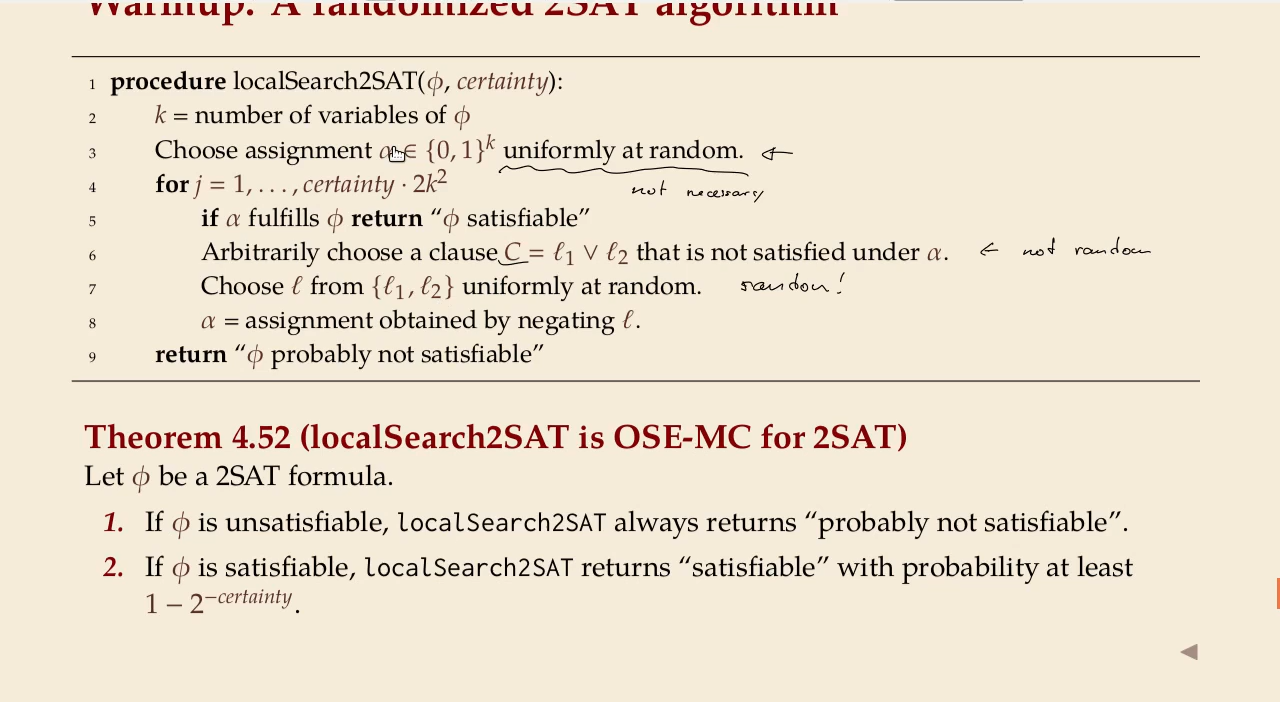 Warmup: A randomized 2SAT algorithm
1 procedure localSearch2SAT(ϕ, certainty):
2 k = number of variables of ϕ
3 Choose assignment α ∈ {0, 1}^k uniformly at random. ←
4 for j = 1, . . . , certainty · 2k^2
not necessary
5 if α fulfills ϕ return “ϕ satisfiable”
6 Arbitrarily choose a clause C = ℓ1 ∨ ℓ2 that is not satisfied under α. ← not random
7 Choose ℓ from {ℓ1, ℓ2} uniformly at random. random!
8 α = assignment obtained by negating ℓ.
9 return “ϕ probably not satisfiable”
Theorem 4.52 (localSearch2SAT is OSE-MC for 2SAT)
Let ϕ be a 2SAT formula.
1. If ϕ is unsatisfiable, localSearch2SAT always returns “probably not satisfiable”.
2. If ϕ is satisfiable, localSearch2SAT returns “satisfiable” with probability at least
1 − 2^−certainty.